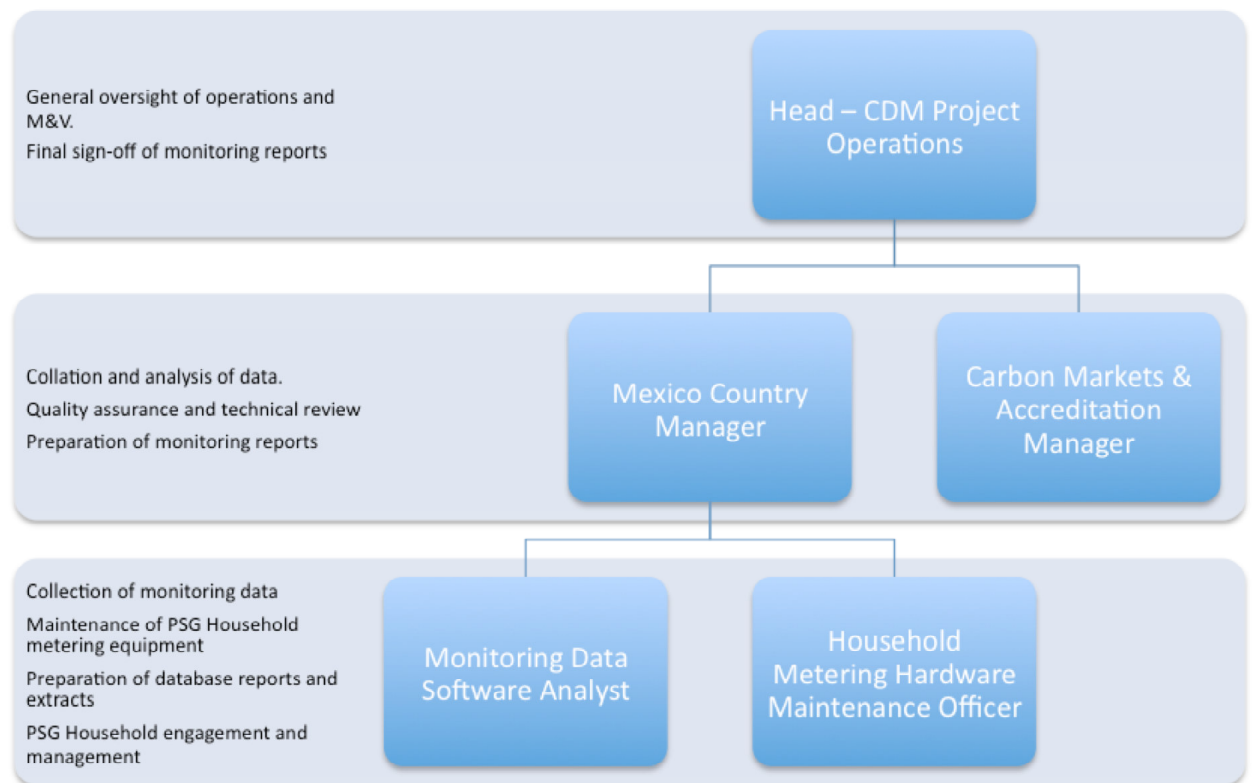 General oversight of operations and
M&V.
Final sign-off of monitoring reports
Head – CDM Project
Operations
Collation and analysis of data.
Quality assurance and technical review
Preparation of monitoring reports
Mexico Country
Manager
Carbon Markets &
Accreditation
Manager
Collection of monitoring data
Maintenance of PSG Household
metering equipment
Preparation of database reports and
extracts
PSG Household engagement and
management
Monitoring Data
Software Analyst
Household
Metering Hardware
Maintenance Officer